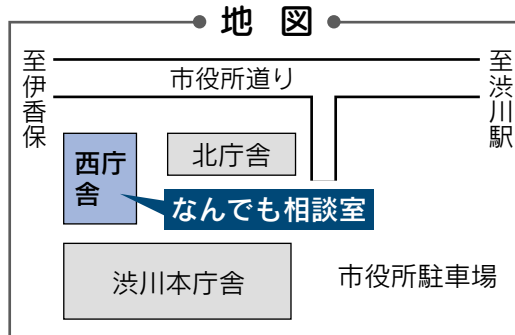 地 図
至伊香保
市役所道り
至渋川駅
西庁
舎
北庁舎
なんでも相談室
渋川本庁舎
市役所駐車場